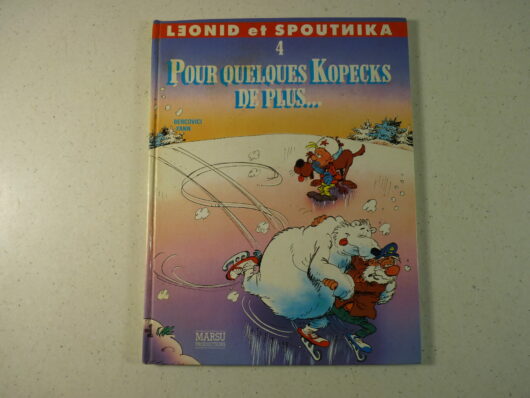 LEONID et SPOUTNIKA
4
POUR QUELQUES KOPECKS
DE PLUS...
BERCOVICI
YANN
MARSU
PRODUCTIONS